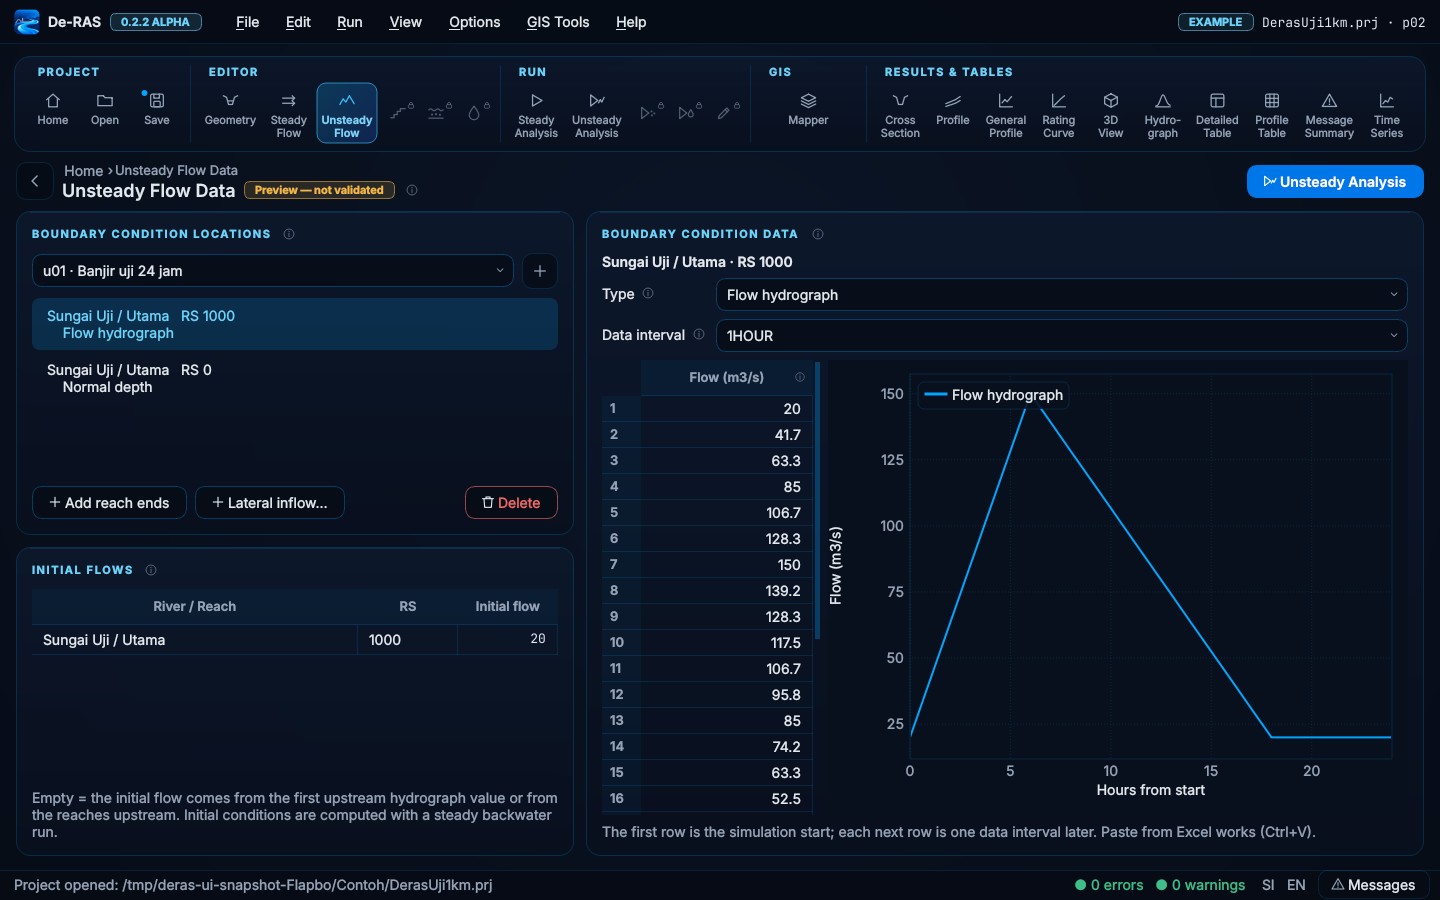 De-RAS 0.2.2 ALPHA File Edit Run View Options GIS Tools Help EXAMPLE DerasUji1km.prj · p02
PROJECT EDITOR RUN GIS RESULTS & TABLES
Home Open Save Geometry Steady Flow Unsteady Flow Steady Analysis Unsteady Analysis Mapper Cross Section Profile General Profile Rating Curve 3D View Hydro-graph Detailed Table Profile Table Message Summary Time Series
Home › Unsteady Flow Data
Unsteady Flow Data Preview — not validated
Unsteady Analysis
BOUNDARY CONDITION LOCATIONS
u01 · Banjir uji 24 jam
Sungai Uji / Utama RS 1000
Flow hydrograph
Sungai Uji / Utama RS 0
Normal depth
+ Add reach ends + Lateral inflow... Delete
INITIAL FLOWS
River / Reach RS Initial flow
Sungai Uji / Utama 1000 20
Empty = the initial flow comes from the first upstream hydrograph value or from
the reaches upstream. Initial conditions are computed with a steady backwater
run.
BOUNDARY CONDITION DATA
Sungai Uji / Utama · RS 1000
Type Flow hydrograph
Data interval 1HOUR
Flow (m3/s)
1 20
2 41.7
3 63.3
4 85
5 106.7
6 128.3
7 150
8 139.2
9 128.3
10 117.5
11 106.7
12 95.8
13 85
14 74.2
15 63.3
16 52.5
Flow hydrograph
150
125
100
75
50
25
Flow (m3/s)
0 5 10 15 20
Hours from start
The first row is the simulation start; each next row is one data interval later. Paste from Excel works (Ctrl+V).
Project opened: /tmp/deras-ui-snapshot-Flapbo/Contoh/DerasUji1km.prj 0 errors 0 warnings SI EN Messages